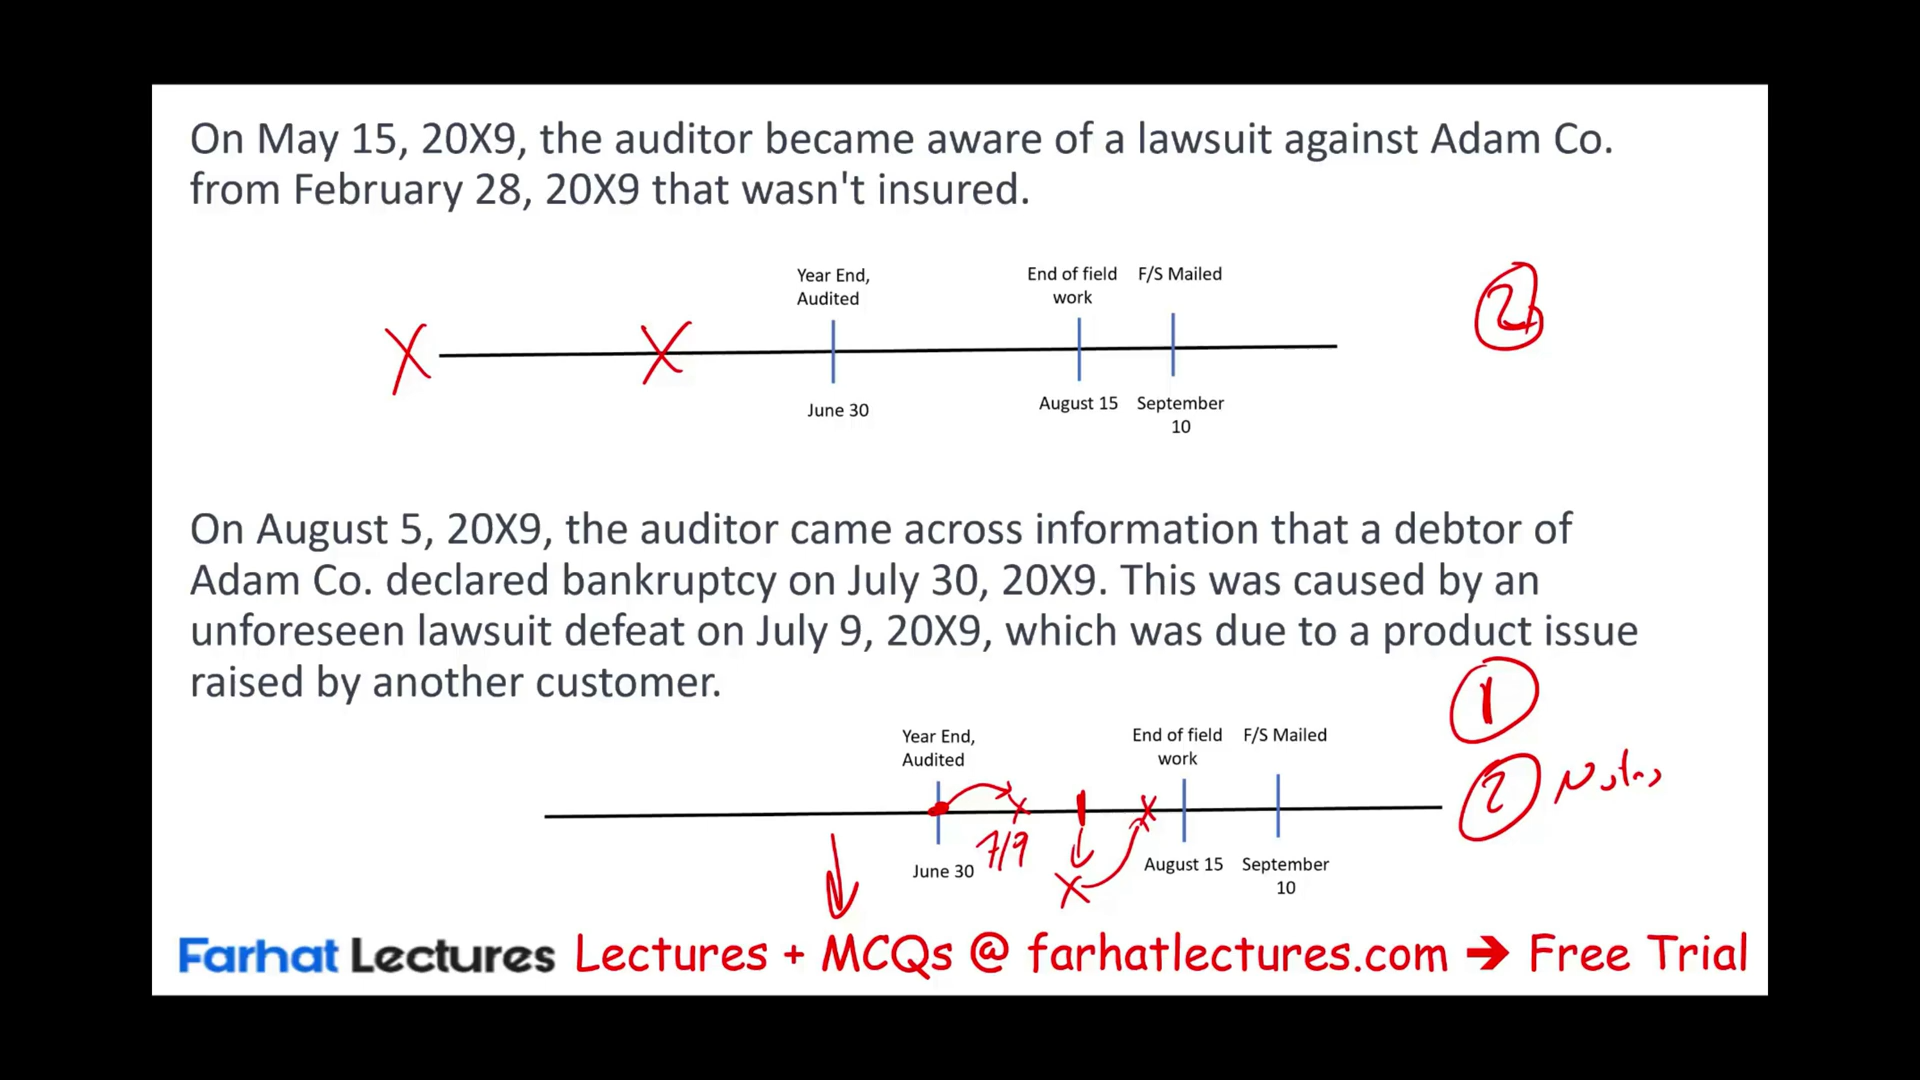 On May 15, 20X9, the auditor became aware of a lawsuit against Adam Co.
from February 28, 20X9 that wasn't insured.
Year End,
Audited
End of field
work
F/S Mailed
2
June 30
August 15
September
10
On August 5, 20X9, the auditor came across information that a debtor of
Adam Co. declared bankruptcy on July 30, 20X9. This was caused by an
unforeseen lawsuit defeat on July 9, 20X9, which was due to a product issue
raised by another customer.
1
Year End,
Audited
End of field
work
F/S Mailed
2 Notes
7/9
June 30
August 15
September
10
Farhat Lectures Lectures + MCQs @ farhatlectures.com ➔ Free Trial